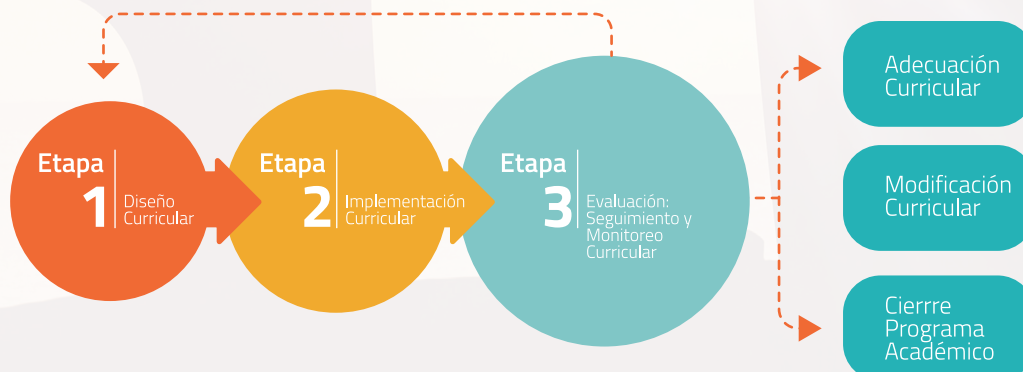 Etapa
1
Diseño
Curricular
Etapa
2
Implementación
Curricular
Etapa
3
Evaluación:
Seguimiento y
Monitoreo
Curricular
Adecuación
Curricular
Modificación
Curricular
Cierrre
Programa
Académico